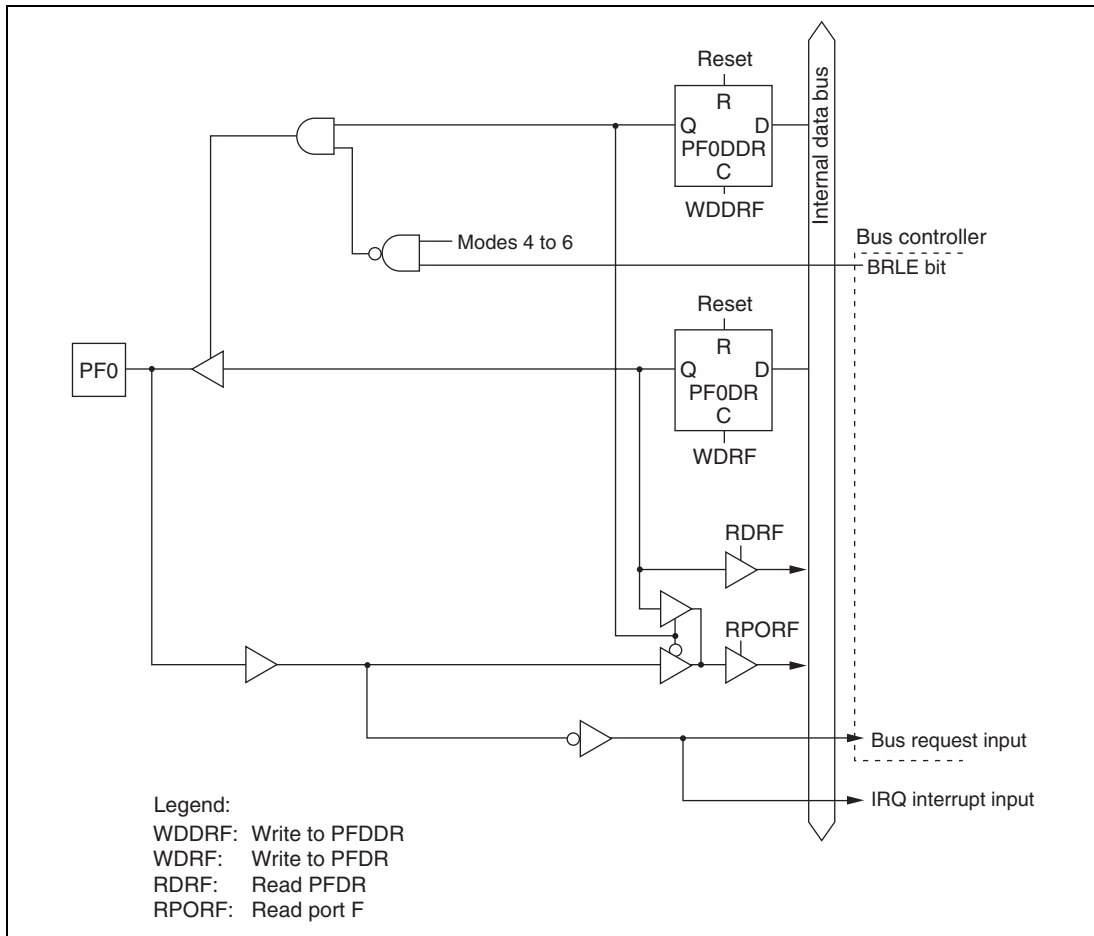 Reset
R
Q D
PF0DDR
C
WDDRF
Internal data bus
Modes 4 to 6
Bus controller
BRLE bit
Reset
R
PF0
Q D
PF0DR
C
WDRF
RDRF
RPORF
Bus request input
IRQ interrupt input
Legend:
WDDRF: Write to PFDDR
WDRF: Write to PFDR
RDRF: Read PFDR
RPORF: Read port F